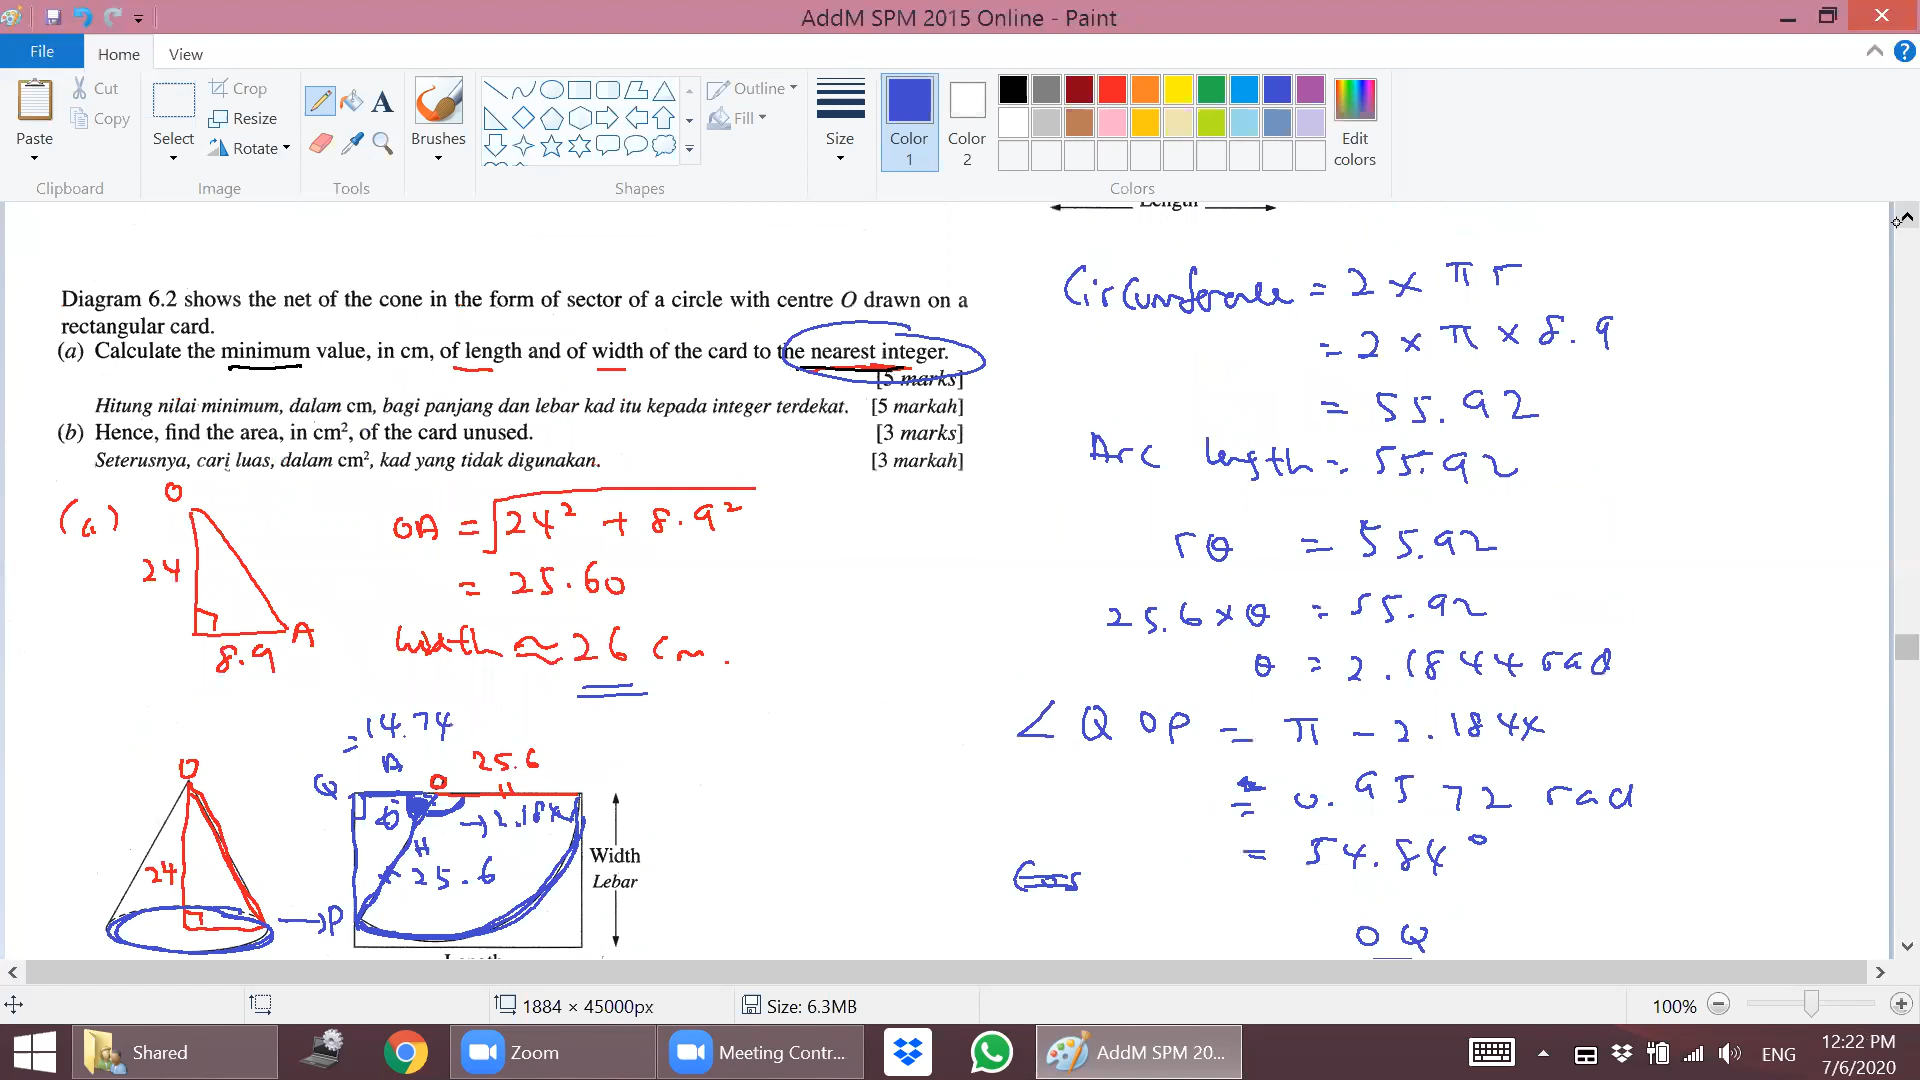 AddM SPM 2015 Online - Paint
File
Home
View
Paste
Cut
Copy
Clipboard
Select
Crop
Resize
Rotate
Image
Tools
Brushes
Shapes
Outline
Fill
Size
Color 1
Color 2
Colors
Edit colors
Length
Diagram 6.2 shows the net of the cone in the form of sector of a circle with centre O drawn on a
rectangular card.
(a) Calculate the minimum value, in cm, of length and of width of the card to the nearest integer.
[5 marks]
Hitung nilai minimum, dalam cm, bagi panjang dan lebar kad itu kepada integer terdekat. [5 markah]
(b) Hence, find the area, in cm², of the card unused. [3 marks]
Seterusnya, cari luas, dalam cm², kad yang tidak digunakan. [3 markah]
(a)
O
24
8.9
A
OA = √24² + 8.9²
= 25.60
Width ≈ 26 cm.
= 14.74
O
24
P
Q
O
25.6
2.184
25.6
Width
Lebar
Length
Circumference = 2 × π r
= 2 × π × 8.9
= 55.92
Arc length = 55.92
rθ = 55.92
25.6 × θ = 55.92
θ = 2.1844 rad
∠ Q O P = π - 2.184
= 0.9572 rad
= 54.84°
Cos
O Q
1884 × 45000px
Size: 6.3MB
100%
Shared
Zoom
Meeting Contr...
AddM SPM 20...
ENG
12:22 PM
7/6/2020